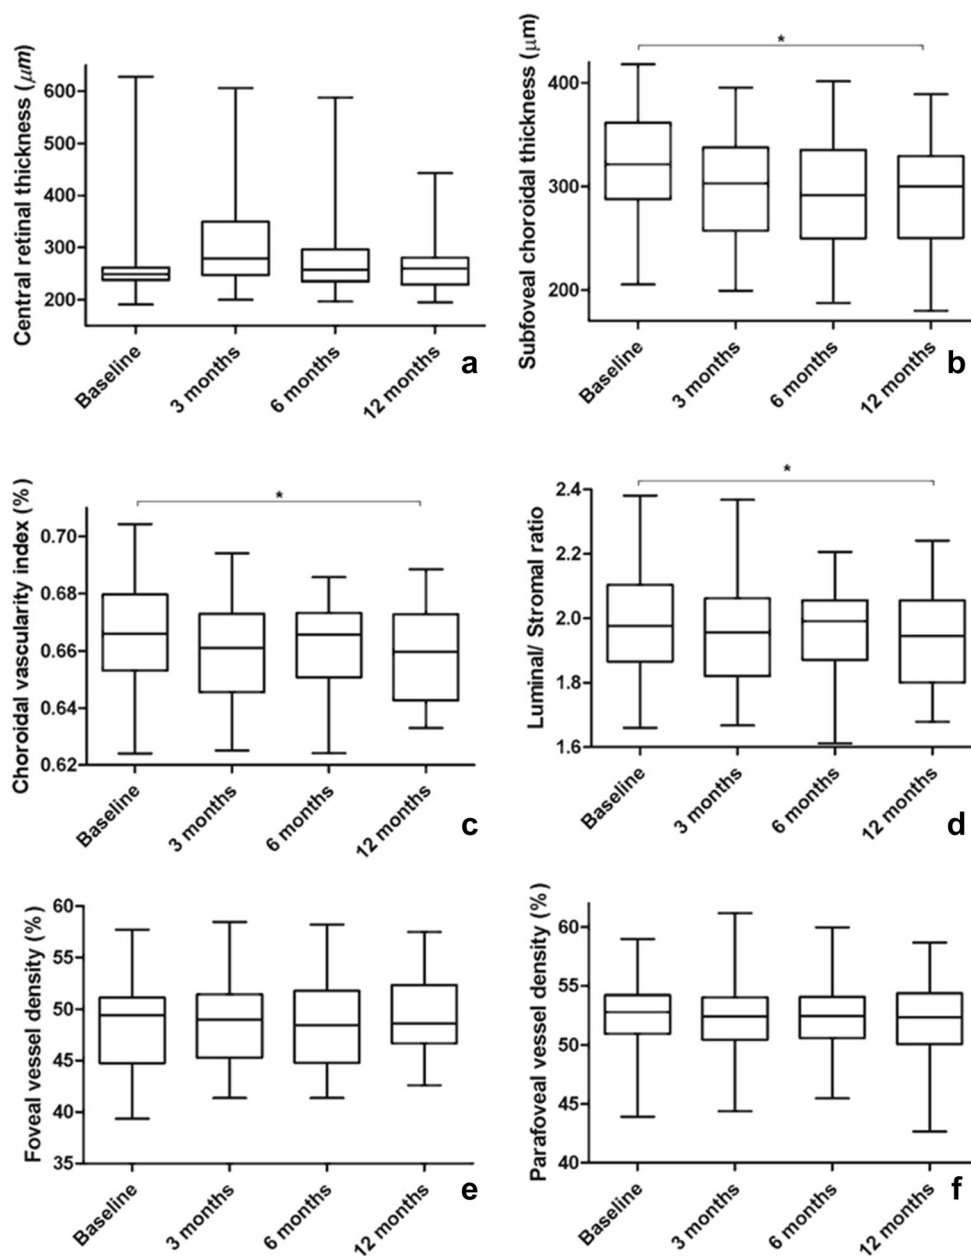 Central retinal thickness (μm)
600
500
400
300
200
Baseline
3 months
6 months
12 months
a
Subfoveal choroidal thickness (μm)
*
400
300
200
Baseline
3 months
6 months
12 months
b
Choroidal vascularity index (%)
*
0.70
0.68
0.66
0.64
0.62
Baseline
3 months
6 months
12 months
c
Luminal/ Stromal ratio
*
2.4
2.2
2.0
1.8
1.6
Baseline
3 months
6 months
12 months
d
Foveal vessel density (%)
60
55
50
45
40
35
Baseline
3 months
6 months
12 months
e
Parafoveal vessel density (%)
60
55
50
45
40
Baseline
3 months
6 months
12 months
f